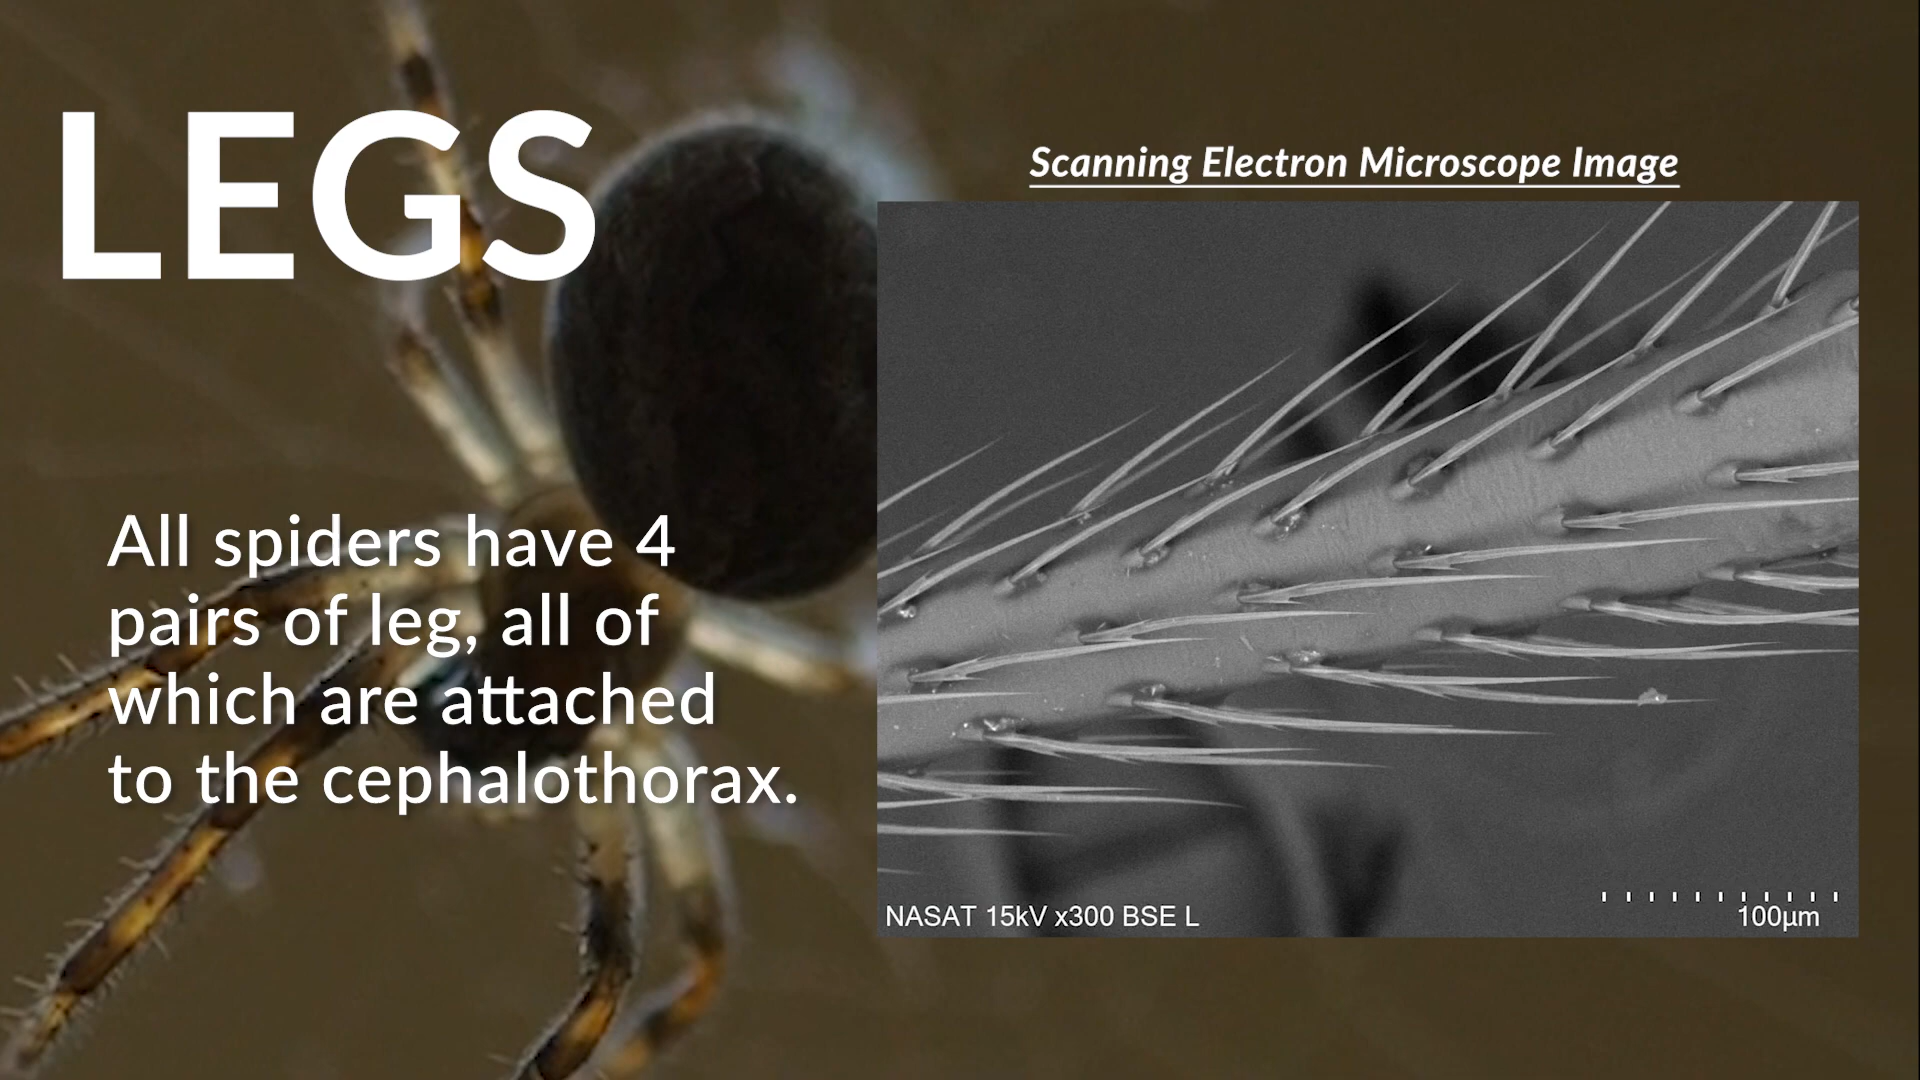 LEGS
Scanning Electron Microscope Image
All spiders have 4
pairs of leg, all of
which are attached
to the cephalothorax.
NASAT 15kV x300 BSE L
100µm